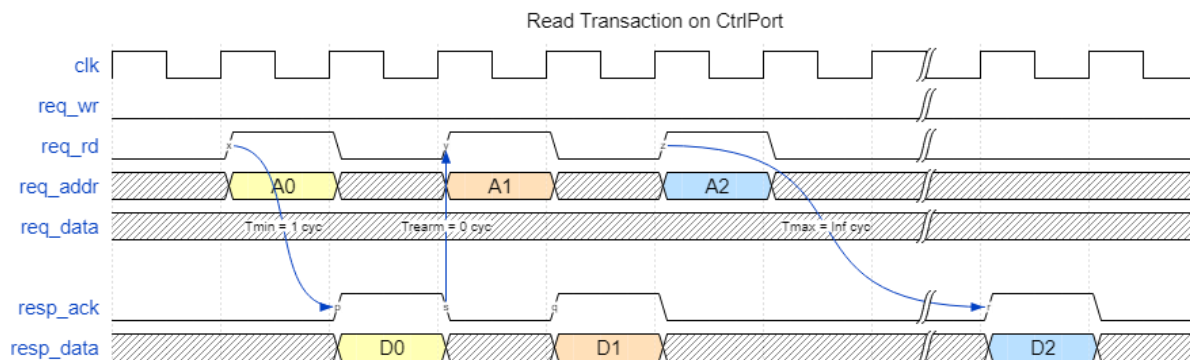 Read Transaction on CtrlPort
clk
req_wr
req_rd x y z
req_addr A0 A1 A2
req_data Tmin = 1 cyc Trearm = 0 cyc Tmax = Inf cyc
resp_ack p s q r
resp_data D0 D1 D2